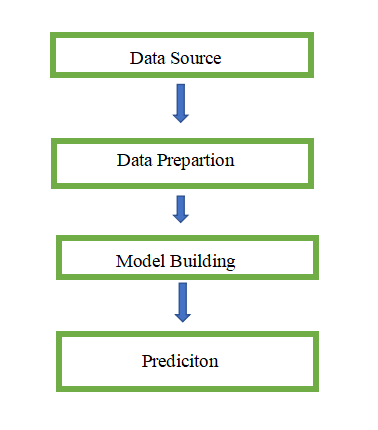 Data Source
Data Prepartion
Model Building
Prediciton